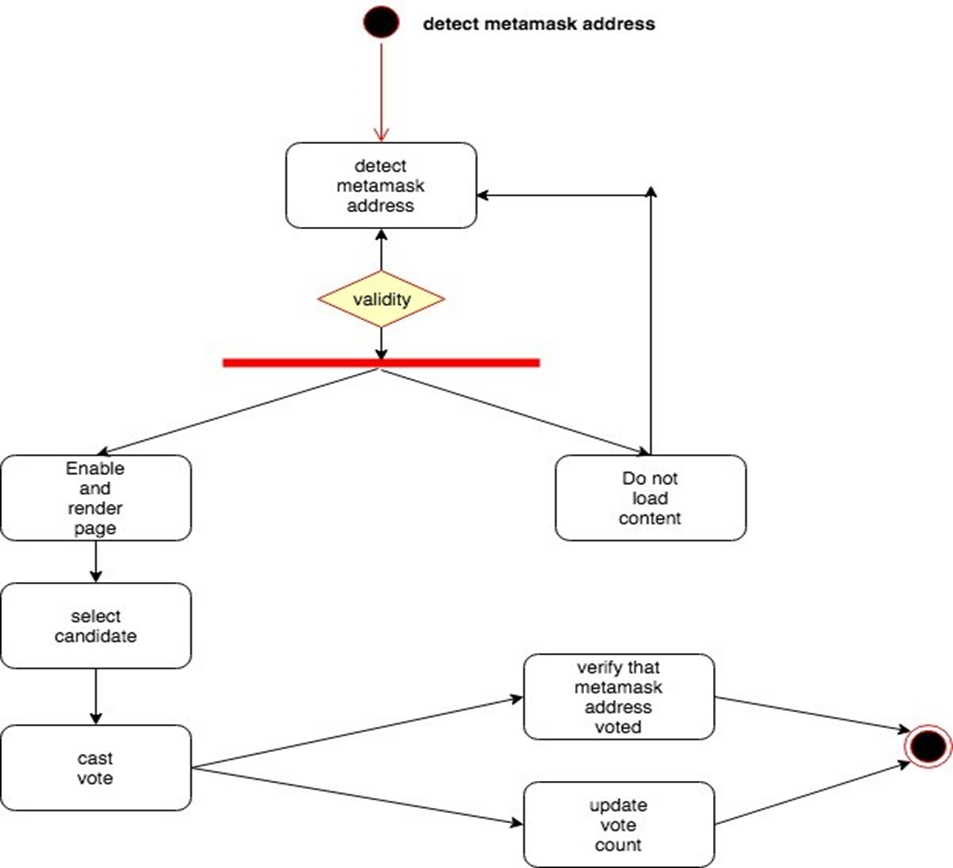 detect metamask address
detect
metamask
address
validity
Enable
and
render
page
Do not
load
content
select
candidate
verify that
metamask
address
voted
cast
vote
update
vote
count